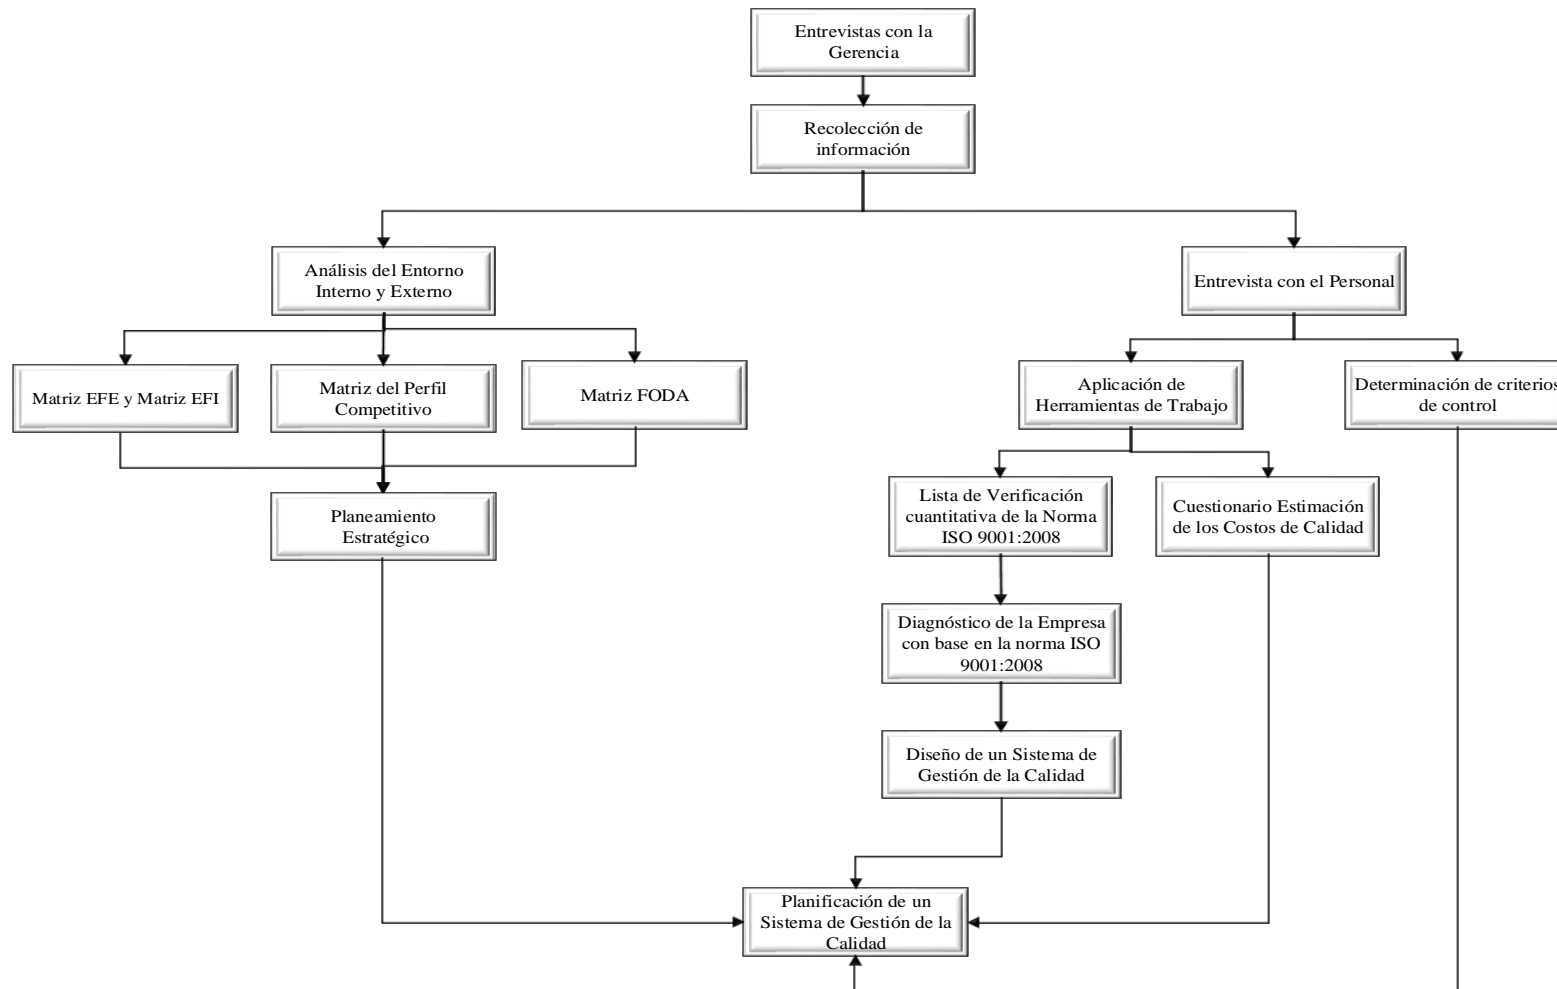 Entrevistas con la
Gerencia
Recolección de
información
Análisis del Entorno
Interno y Externo
Entrevista con el Personal
Matriz EFE y Matriz EFI
Matriz del Perfil
Competitivo
Matriz FODA
Aplicación de
Herramientas de Trabajo
Determinación de criterios
de control
Planeamiento
Estratégico
Lista de Verificación
cuantitativa de la Norma
ISO 9001:2008
Cuestionario Estimación
de los Costos de Calidad
Diagnóstico de la Empresa
con base en la norma ISO
9001:2008
Diseño de un Sistema de
Gestión de la Calidad
Planificación de un
Sistema de Gestión de la
Calidad